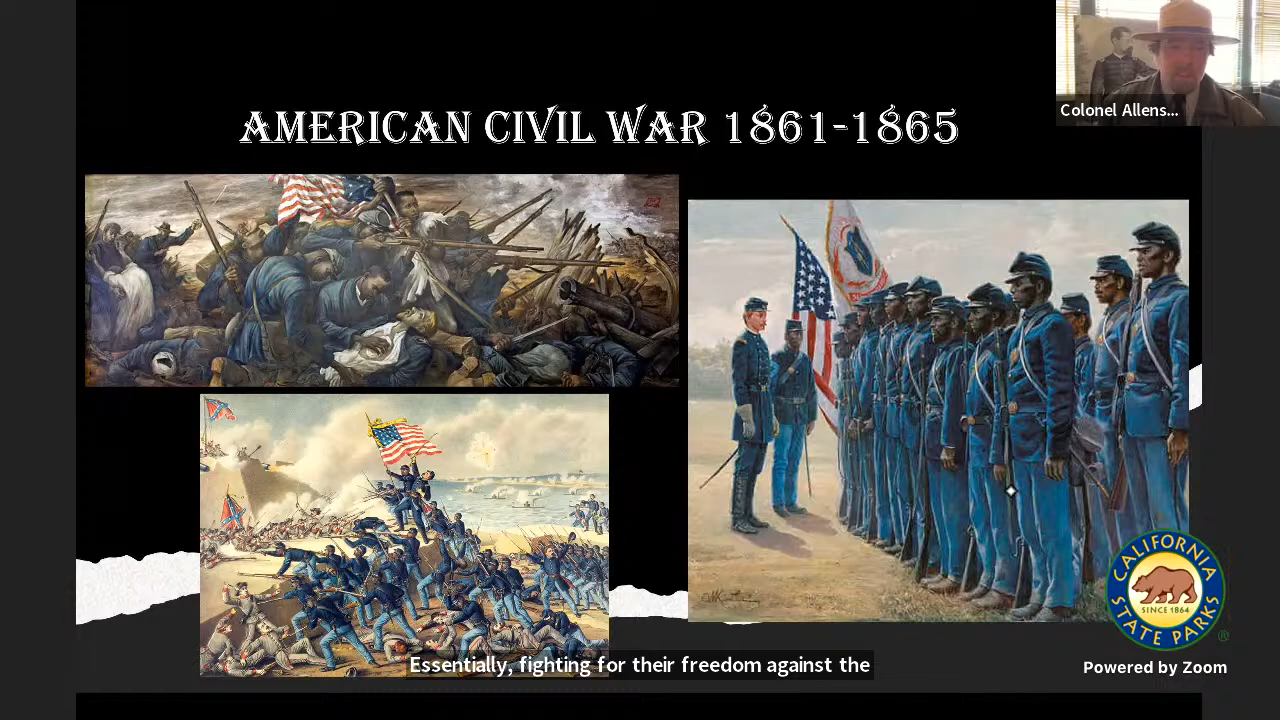 Colonel Allens...
AMERICAN CIVIL WAR 1861-1865
CALIFORNIA
SINCE 1864
STATE PARKS
®
Essentially, fighting for their freedom against the
Powered by Zoom